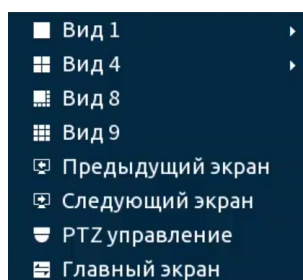 Вид 1
Вид 4
Вид 8
Вид 9
Предыдущий экран
Следующий экран
PTZ управление
Главный экран